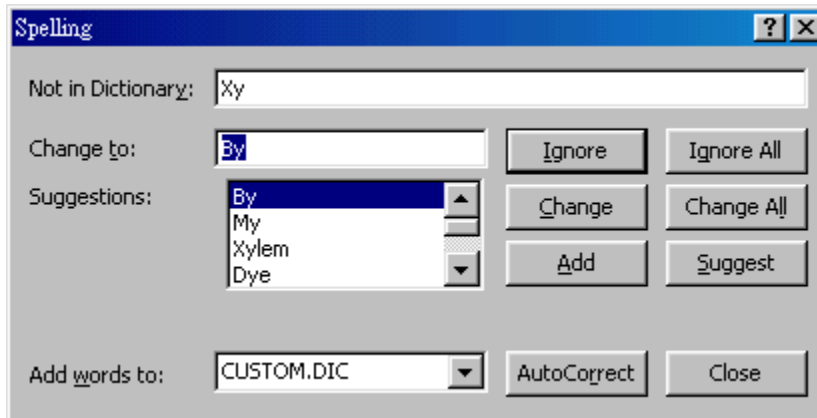 Spelling
Not in Dictionary: Xy
Change to: By Ignore Ignore All
Suggestions: By Change Change All
My
Xylem Add Suggest
Dye
Add words to: CUSTOM.DIC AutoCorrect Close